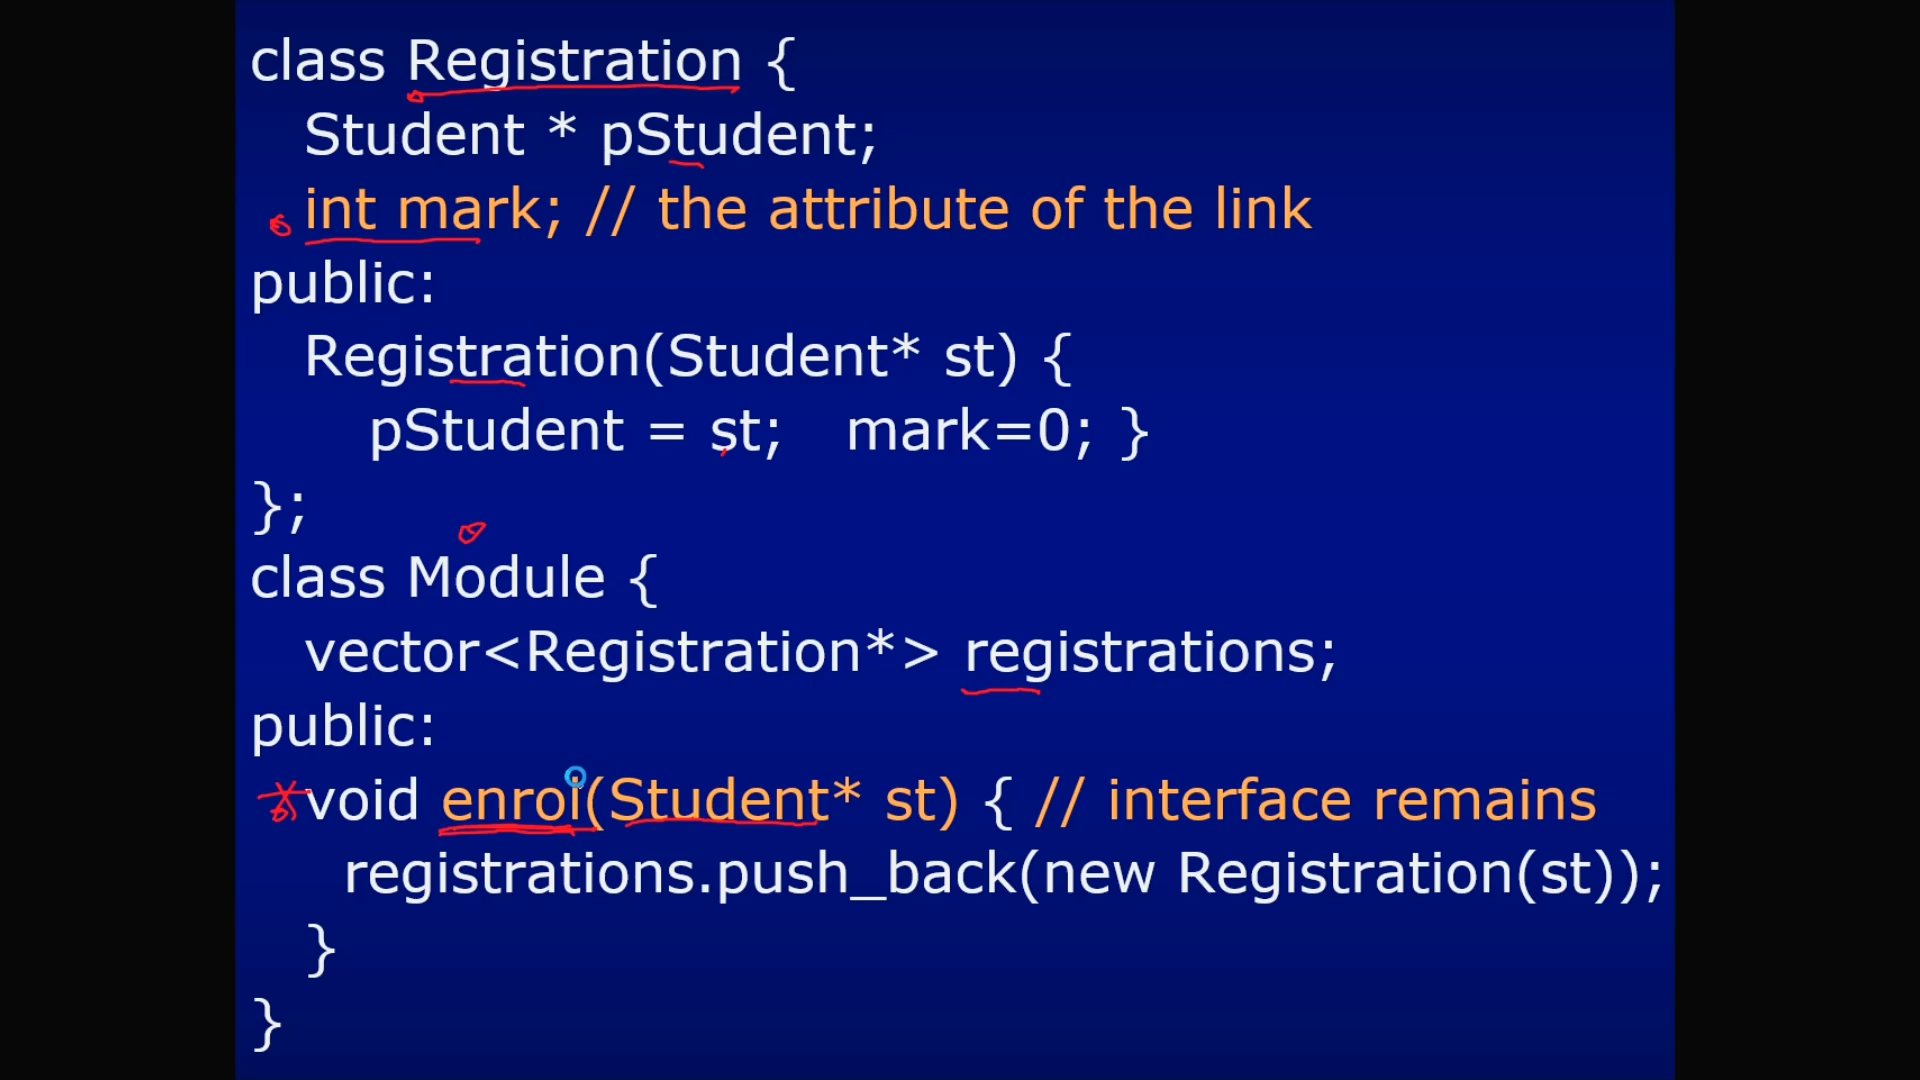 class Registration {
Student * pStudent;
int mark; // the attribute of the link
public:
Registration(Student* st) {
pStudent = st; mark=0; }
};
class Module {
vector<Registration*> registrations;
public:
void enrol(Student* st) { // interface remains
registrations.push_back(new Registration(st));
}
}